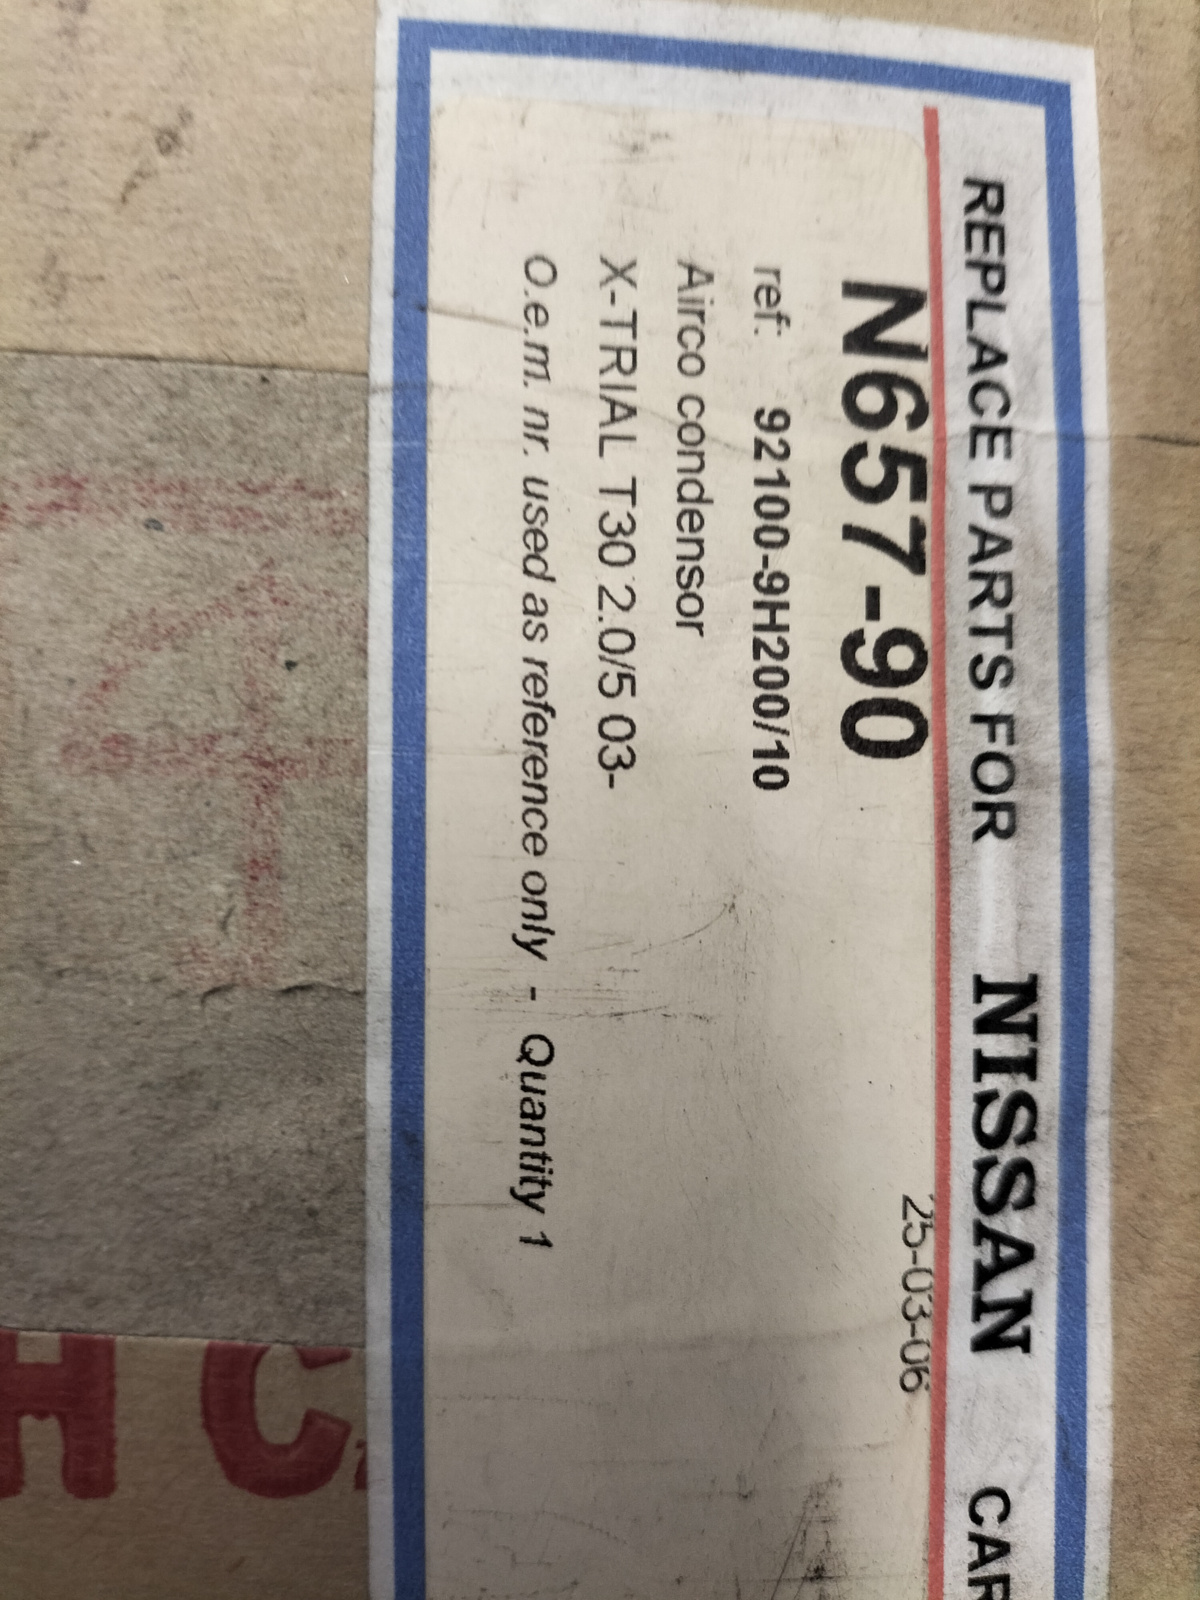 REPLACE PARTS FOR NISSAN CAR
25-03-06
N657-90
ref: 92100-9H200/10
Airco condensor
X-TRIAL T30 2.0/5 03-
o.e.m. nr. used as reference only - Quantity 1
H C